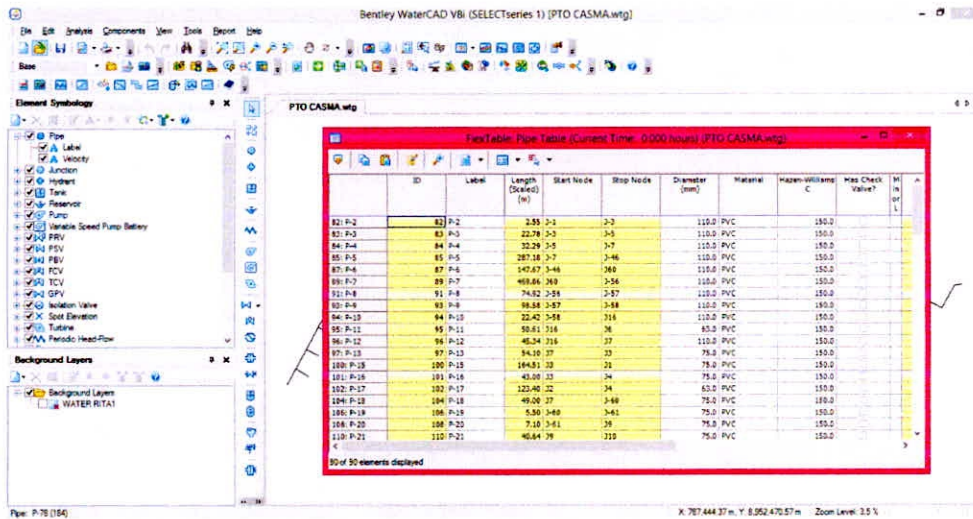 Bentley WaterCAD V8i (SELECTseries 1) [PTO CASMA.wtg]
File Edit Analysis Components View Tools Report Help
Base
Element Symbology
Pipe
Label
Velocity
Junction
Hydrant
Tank
Reservoir
Pump
Variable Speed Pump Battery
PRV
PSV
PBV
FCV
TCV
GPV
Isolation Valve
Spot Elevation
Turbine
Periodic Head-Flow
Background Layers
Background Layers
WATER RITA1
PTO CASMA.wtg
FlexTable: Pipe Table (Current Time: 0.000 hours) (PTO CASMA.wtg)
ID Label Length (Scaled) (m) Start Node Stop Node Diameter (mm) Material Hazen-Williams C Has Check Valve?
82: P-2 82 P-2 2.55 J-1 J-3 110.0 PVC 150.0
83: P-3 83 P-3 22.78 J-3 J-5 110.0 PVC 150.0
84: P-4 84 P-4 32.29 J-5 J-7 110.0 PVC 150.0
85: P-5 85 P-5 287.18 J-7 J-46 110.0 PVC 150.0
87: P-6 87 P-6 147.67 J-46 J60 110.0 PVC 150.0
89: P-7 89 P-7 469.86 J60 J-56 110.0 PVC 150.0
91: P-8 91 P-8 74.92 J-56 J-57 110.0 PVC 150.0
93: P-9 93 P-9 98.58 J-57 J-58 110.0 PVC 150.0
94: P-10 94 P-10 22.42 J-58 J16 110.0 PVC 150.0
95: P-11 95 P-11 50.61 J16 J6 63.0 PVC 150.0
96: P-12 96 P-12 45.34 J16 J7 110.0 PVC 150.0
97: P-13 97 P-13 54.10 J7 J3 75.0 PVC 150.0
100: P-15 100 P-15 164.51 J3 J1 75.0 PVC 150.0
101: P-16 101 P-16 43.00 J3 J4 75.0 PVC 150.0
102: P-17 102 P-17 123.40 J2 J4 63.0 PVC 150.0
104: P-18 104 P-18 49.00 J7 J-60 75.0 PVC 150.0
106: P-19 106 P-19 5.50 J-60 J-61 75.0 PVC 150.0
108: P-20 108 P-20 7.10 J-61 J9 75.0 PVC 150.0
110: P-21 110 P-21 40.64 J9 J10 75.0 PVC 150.0
90 of 90 elements displayed
Pipe: P-78 (184)
X: 787,444.37 m, Y: 8,952,470.57 m Zoom Level: 3.5 %